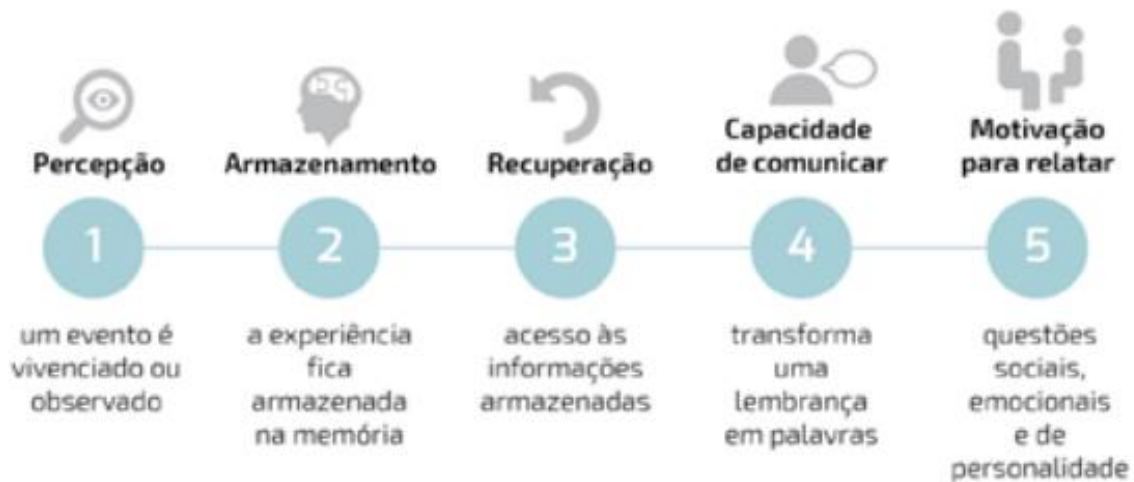 Percepção
1
um evento é
vivenciado ou
observado
Armazenamento
2
a experiência
fica
armazenada
na memória
Recuperação
3
acesso às
informações
armazenadas
Capacidade
de comunicar
4
transforma
uma
lembrança
em palavras
Motivação
para relatar
5
questões
sociais,
emocionais
e de
personalidade